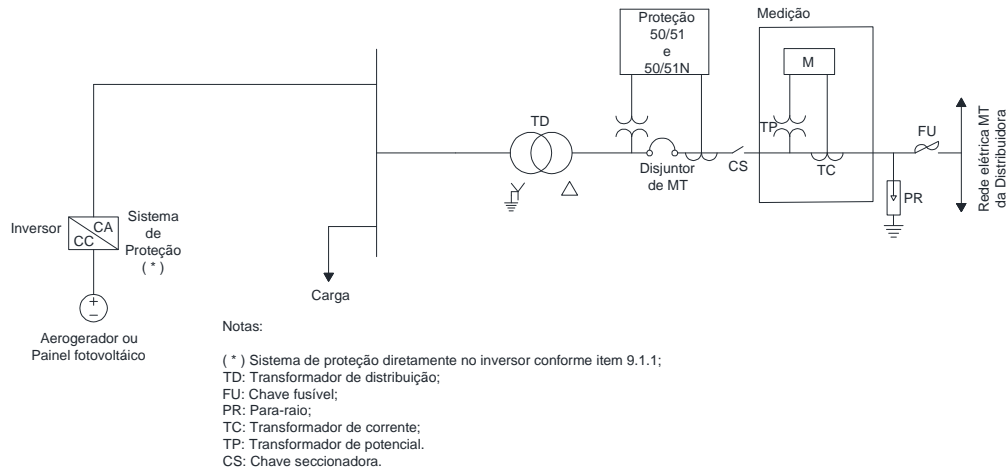 Proteção
50/51
e
50/51N
Medição
M
TD
TP
FU
Disjuntor
de MT
CS
TC
PR
Rede elétrica MT
da Distribuidora
Inversor
CA
CC
Sistema
de
Proteção
( * )
Carga
+
−
Aerogerador ou
Painel fotovoltáico
Notas:
( * ) Sistema de proteção diretamente no inversor conforme item 9.1.1;
TD: Transformador de distribuição;
FU: Chave fusível;
PR: Para-raio;
TC: Transformador de corrente;
TP: Transformador de potencial.
CS: Chave seccionadora.